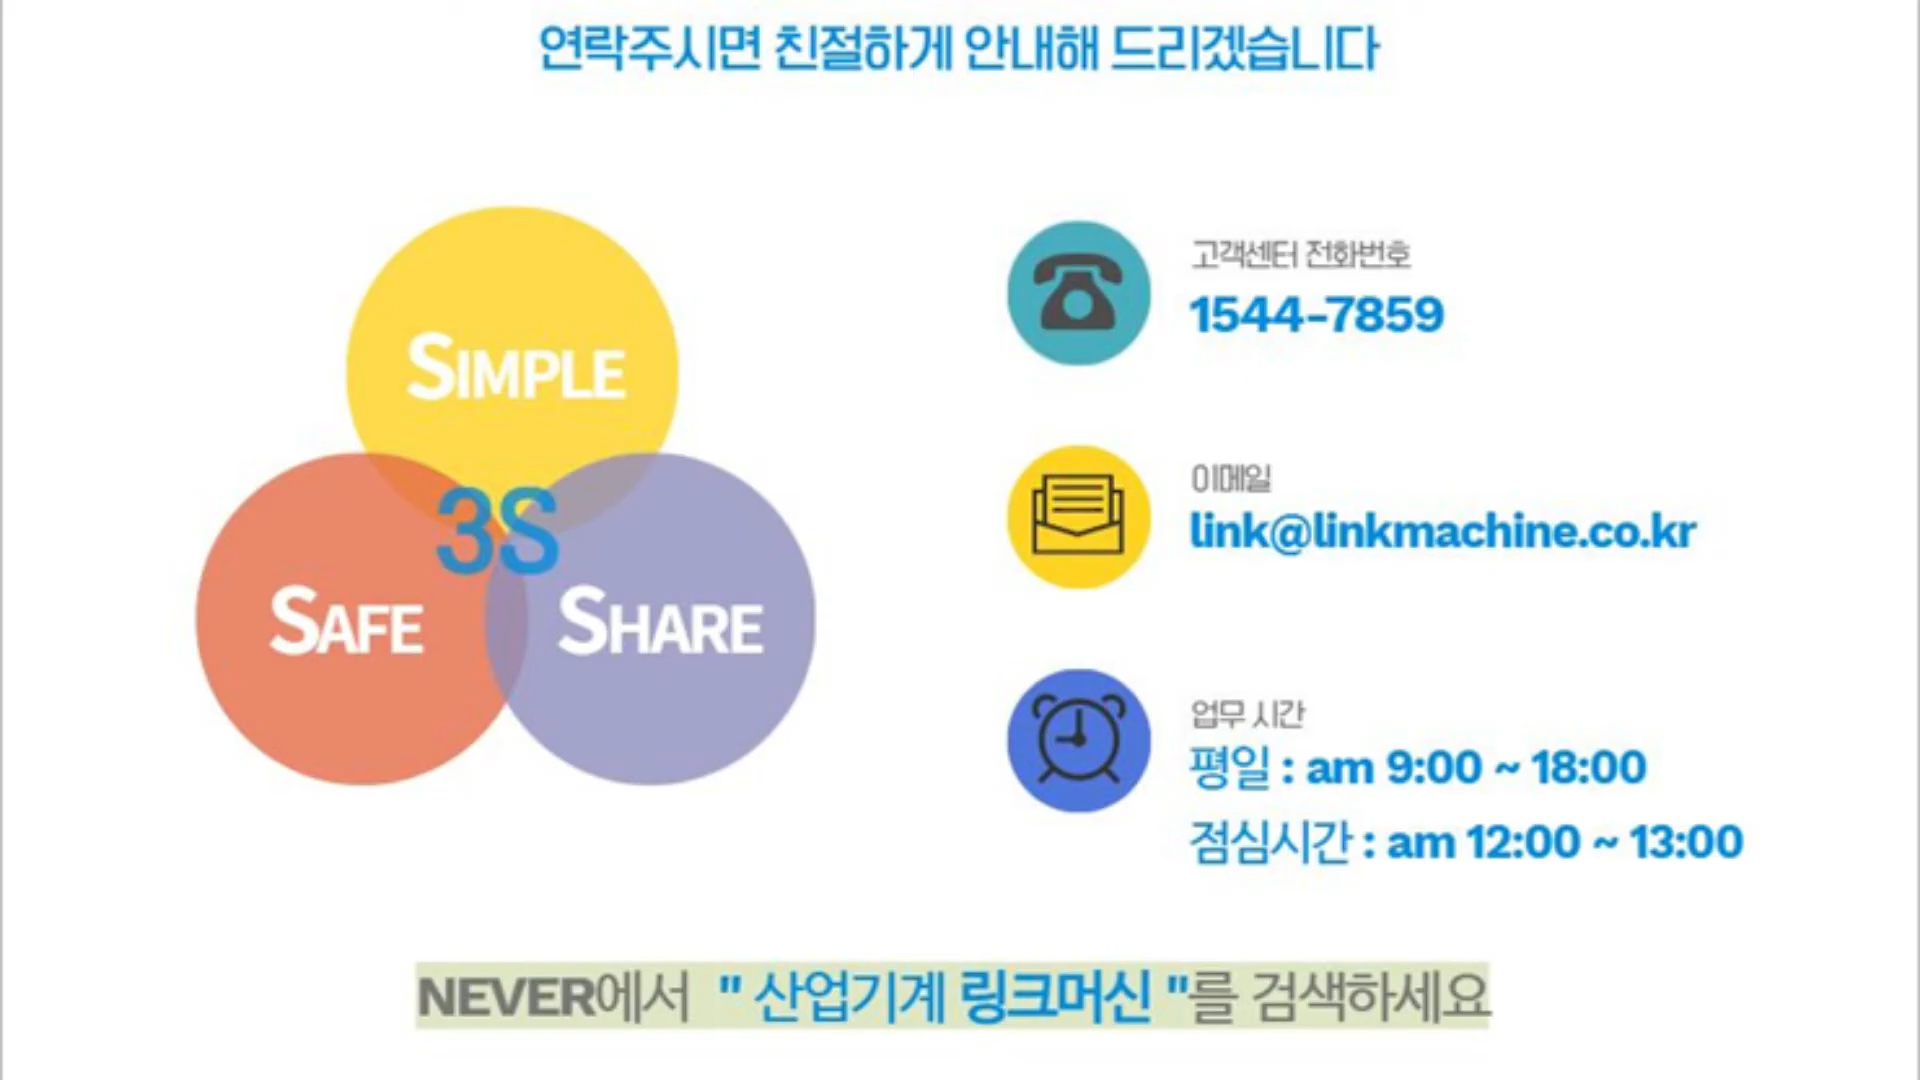 연락주시면 친절하게 안내해 드리겠습니다
SIMPLE
3S
SAFE
SHARE
고객센터 전화번호
1544-7859
이메일
link@linkmachine.co.kr
업무 시간
평일 : am 9:00 ~ 18:00
점심시간 : am 12:00 ~ 13:00
NEVER에서 " 산업기계 링크머신 "를 검색하세요